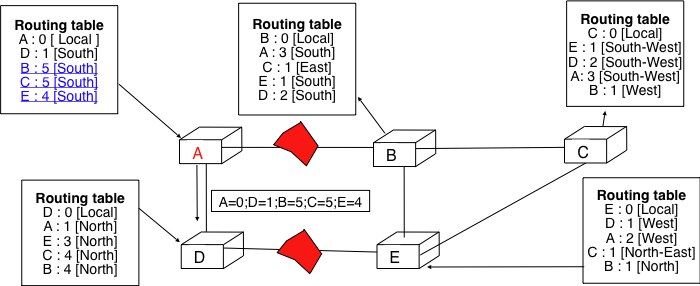 Routing table
A : 0 [ Local ]
D : 1 [South]
B : 5 [South]
C : 5 [South]
E : 4 [South]
Routing table
B : 0 [Local]
A : 3 [South]
C : 1 [East]
E : 1 [South]
D : 2 [South]
Routing table
C : 0 [Local]
E : 1 [South-West]
D : 2 [South-West]
A: 3 [South-West]
B : 1 [West]
A
B
C
A=0;D=1;B=5;C=5;E=4
Routing table
D : 0 [Local]
A : 1 [North]
E : 3 [North]
C : 4 [North]
B : 4 [North]
D
E
Routing table
E : 0 [Local]
D : 1 [West]
A : 2 [West]
C : 1 [North-East]
B : 1 [North]